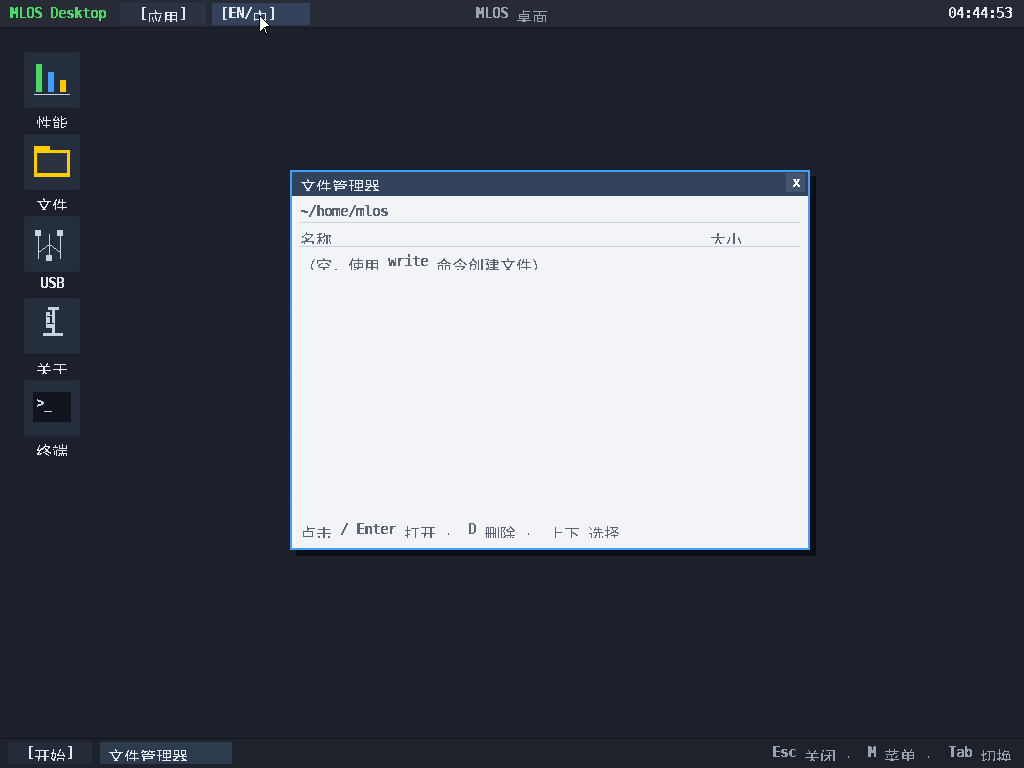 MLOS Desktop [应用] [EN/中] MLOS 桌面 04:44:53
性能
文件
USB
关于
终端
文件管理器 x
~/home/mlos
名称 大小
（空，使用 write 命令创建文件）
点击 / Enter 打开 · D 删除 · 上下 选择
[开始] 文件管理器 Esc 关闭 · M 菜单 · Tab 切换